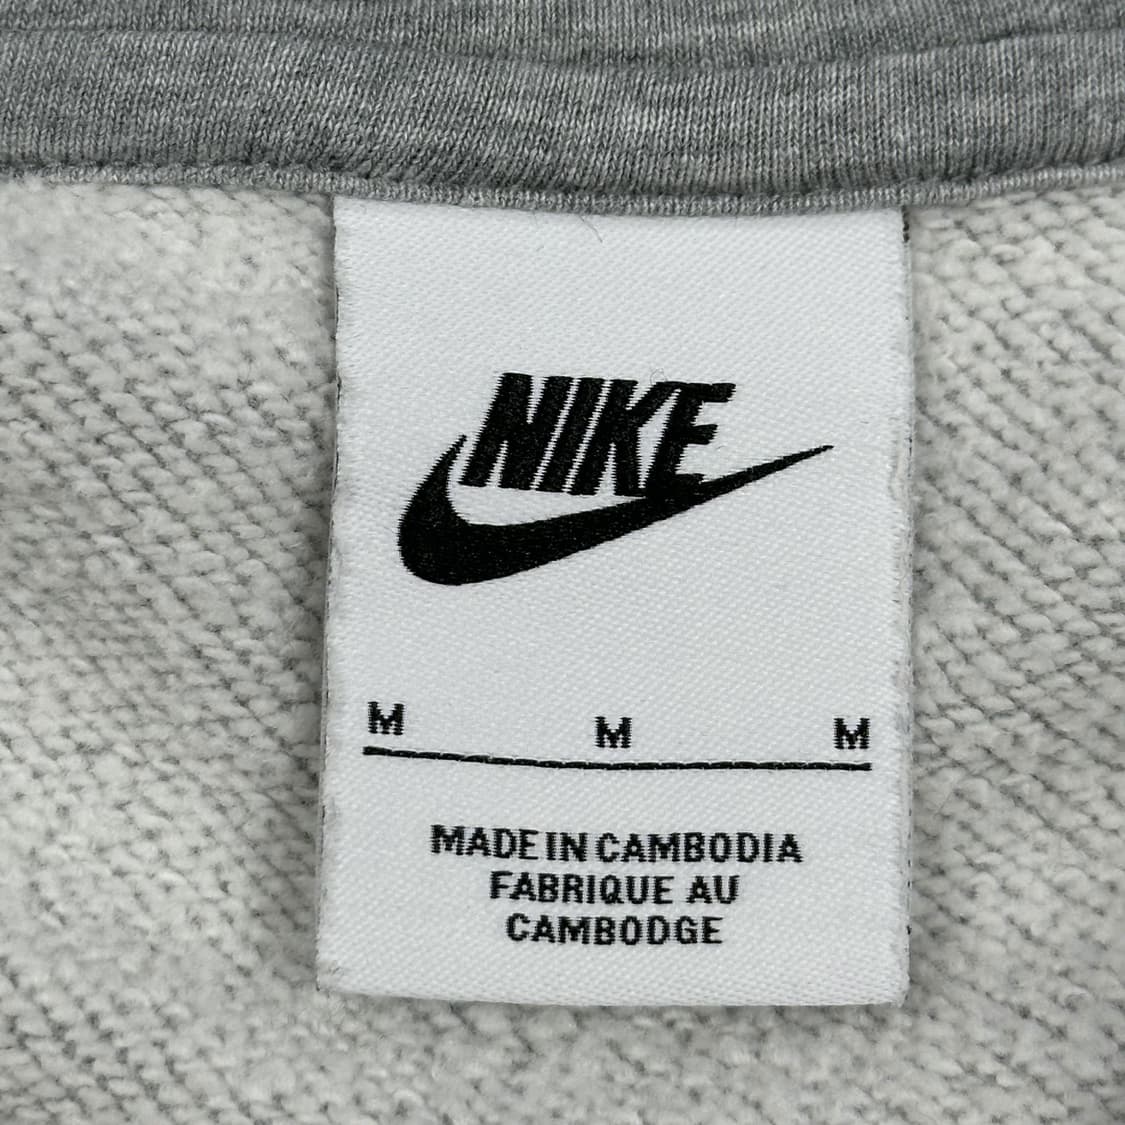 NIKE
M M M
MADE IN CAMBODIA
FABRIQUE AU
CAMBODGE